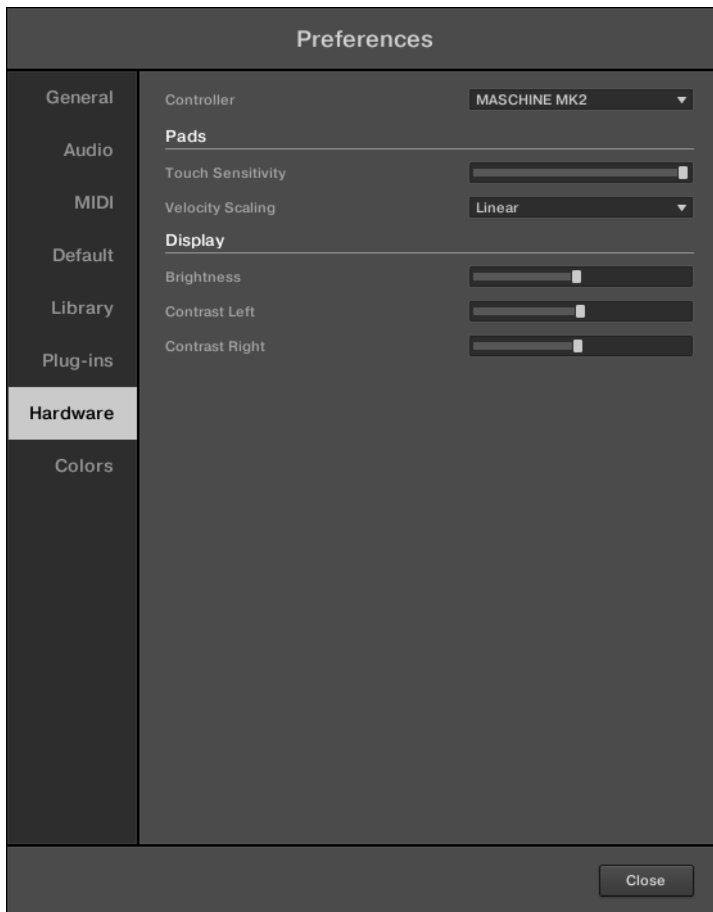 Preferences
General
Audio
MIDI
Default
Library
Plug-ins
Hardware
Colors
Controller MASCHINE MK2
Pads
Touch Sensitivity
Velocity Scaling Linear
Display
Brightness
Contrast Left
Contrast Right
Close